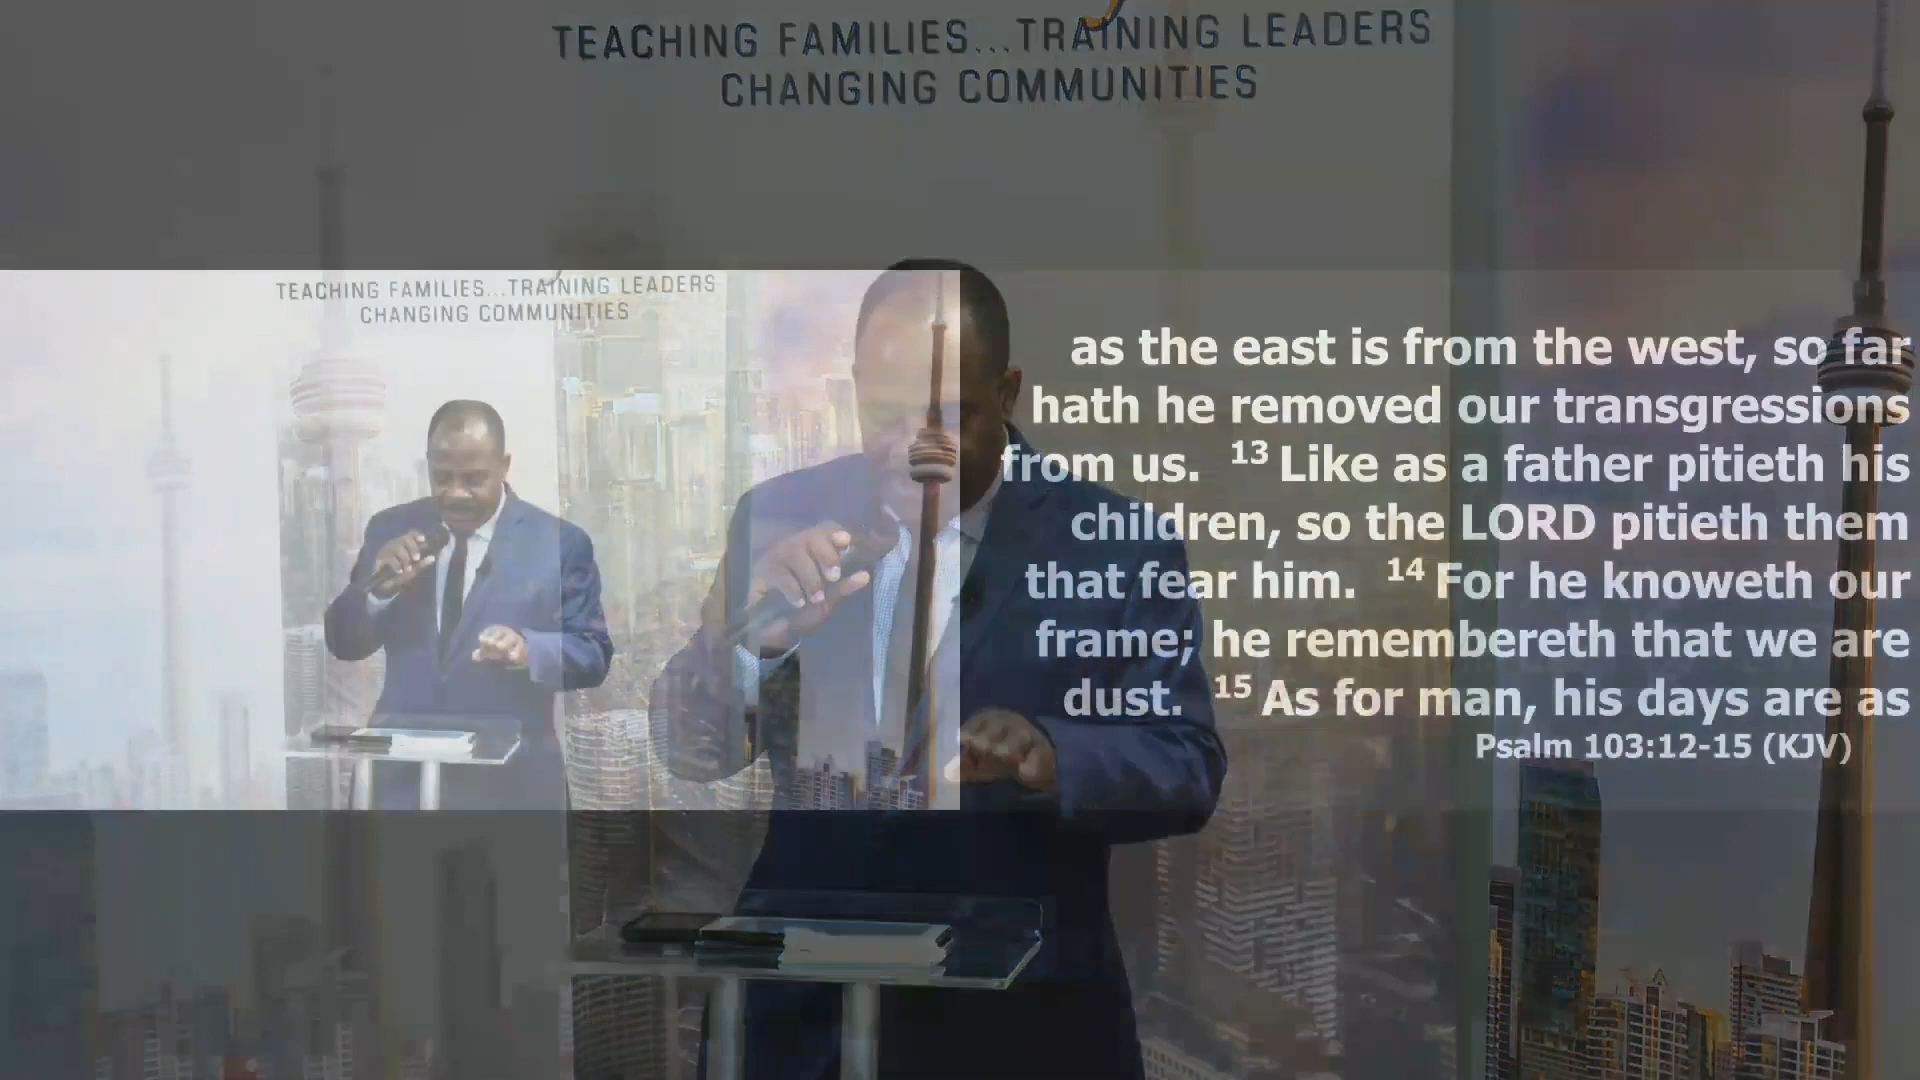 TEACHING FAMILIES...TRAINING LEADERS
CHANGING COMMUNITIES
TEACHING FAMILIES...TRAINING LEADERS
CHANGING COMMUNITIES
as the east is from the west, so far
hath he removed our transgressions
from us. 13 Like as a father pitieth his
children, so the LORD pitieth them
that fear him. 14 For he knoweth our
frame; he remembereth that we are
dust. 15 As for man, his days are as
Psalm 103:12-15 (KJV)